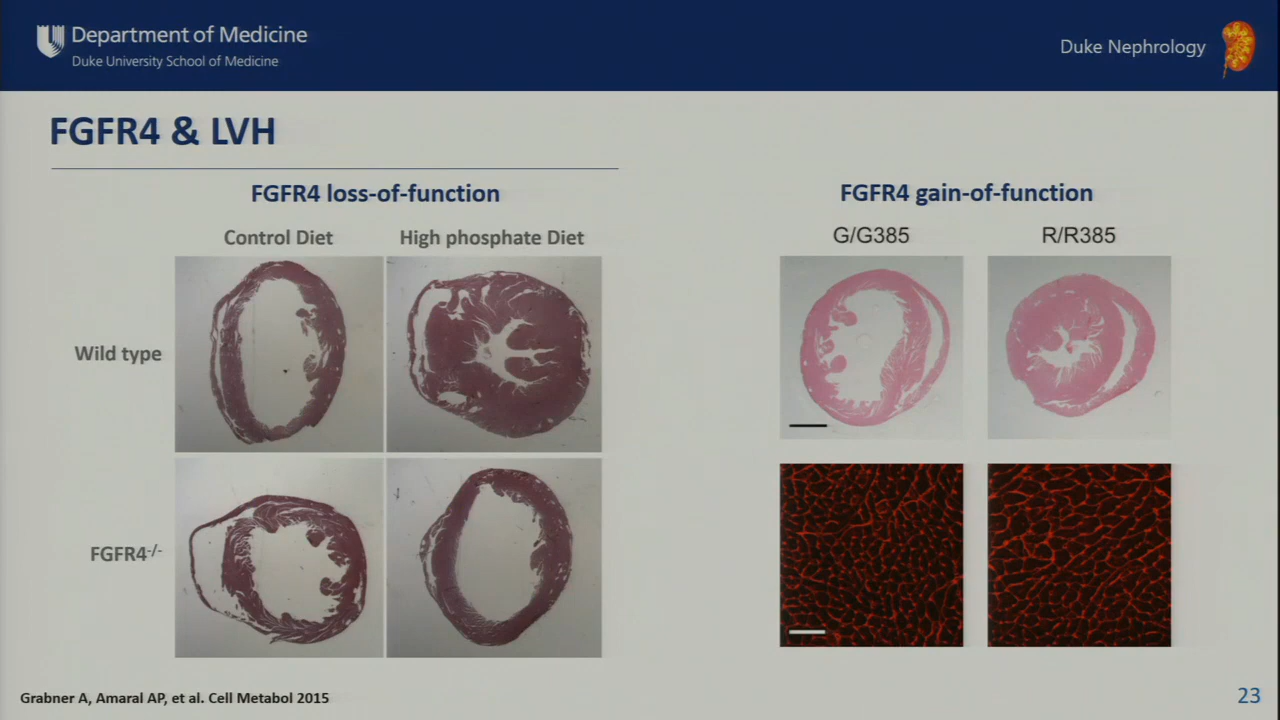 Department of Medicine
Duke University School of Medicine
Duke Nephrology
FGFR4 & LVH
FGFR4 loss-of-function
Control Diet
High phosphate Diet
Wild type
FGFR4-/-
FGFR4 gain-of-function
G/G385
R/R385
Grabner A, Amaral AP, et al. Cell Metabol 2015
23